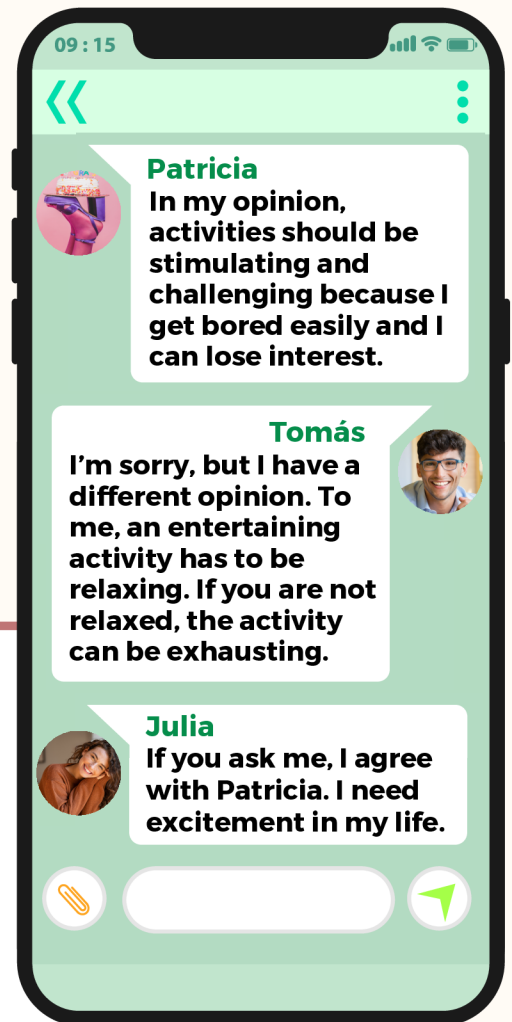 09:15
Patricia
In my opinion,
activities should be
stimulating and
challenging because I
get bored easily and I
can lose interest.
Tomás
I’m sorry, but I have a
different opinion. To
me, an entertaining
activity has to be
relaxing. If you are not
relaxed, the activity
can be exhausting.
Julia
If you ask me, I agree
with Patricia. I need
excitement in my life.